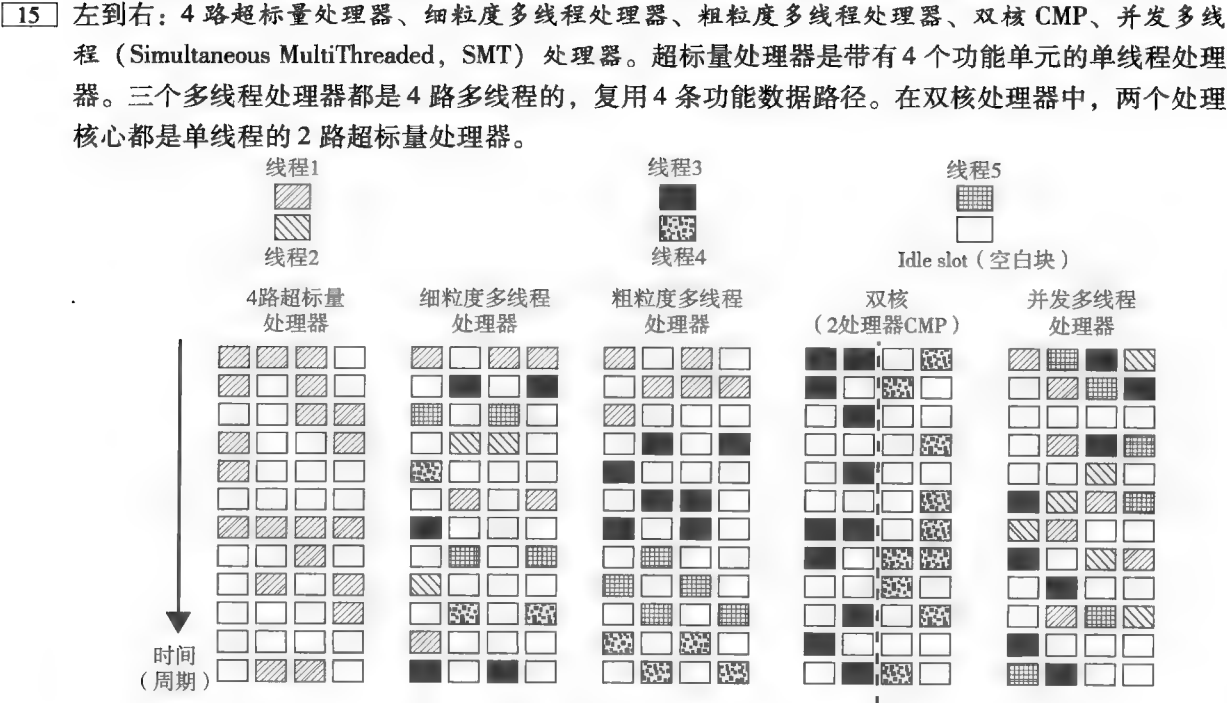 15 左到右：4 路超标量处理器、细粒度多线程处理器、粗粒度多线程处理器、双核 CMP、并发多线
程（Simultaneous MultiThreaded，SMT）处理器。超标量处理器是带有 4 个功能单元的单线程处理
器。三个多线程处理器都是 4 路多线程的，复用 4 条功能数据路径。在双核处理器中，两个处理
核心都是单线程的 2 路超标量处理器。
线程1 线程3 线程5
线程2 线程4 Idle slot（空白块）
4路超标量 细粒度多线程 粗粒度多线程 双核 并发多线程
处理器 处理器 处理器 （2处理器CMP） 处理器
时间
（周期）